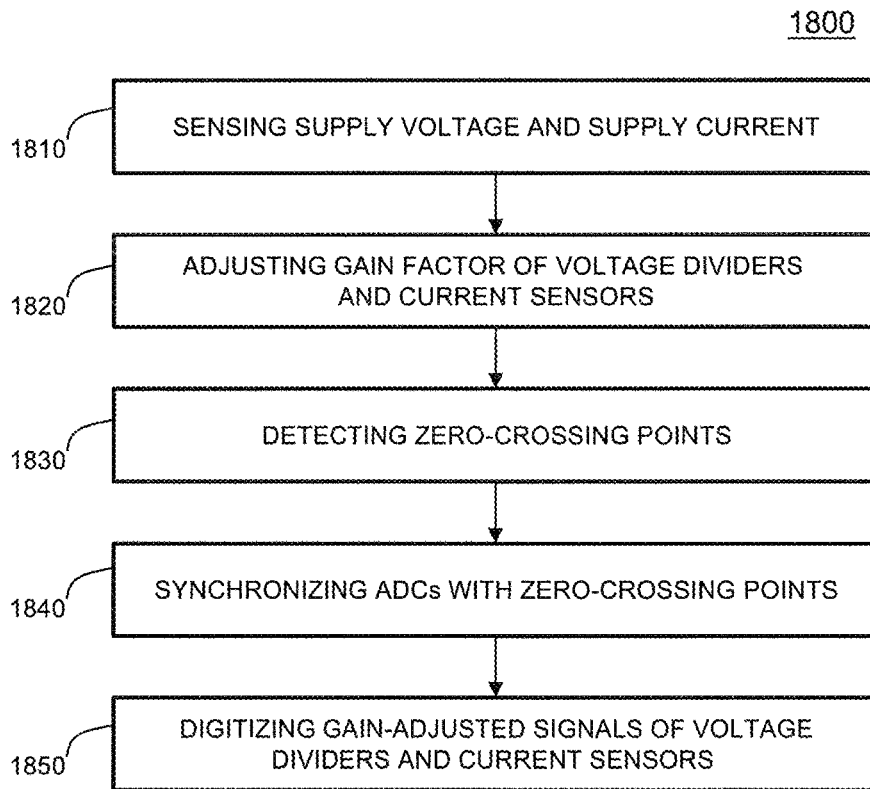 1800
1810
SENSING SUPPLY VOLTAGE AND SUPPLY CURRENT
1820
ADJUSTING GAIN FACTOR OF VOLTAGE DIVIDERS
AND CURRENT SENSORS
1830
DETECTING ZERO-CROSSING POINTS
1840
SYNCHRONIZING ADCs WITH ZERO-CROSSING POINTS
1850
DIGITIZING GAIN-ADJUSTED SIGNALS OF VOLTAGE
DIVIDERS AND CURRENT SENSORS